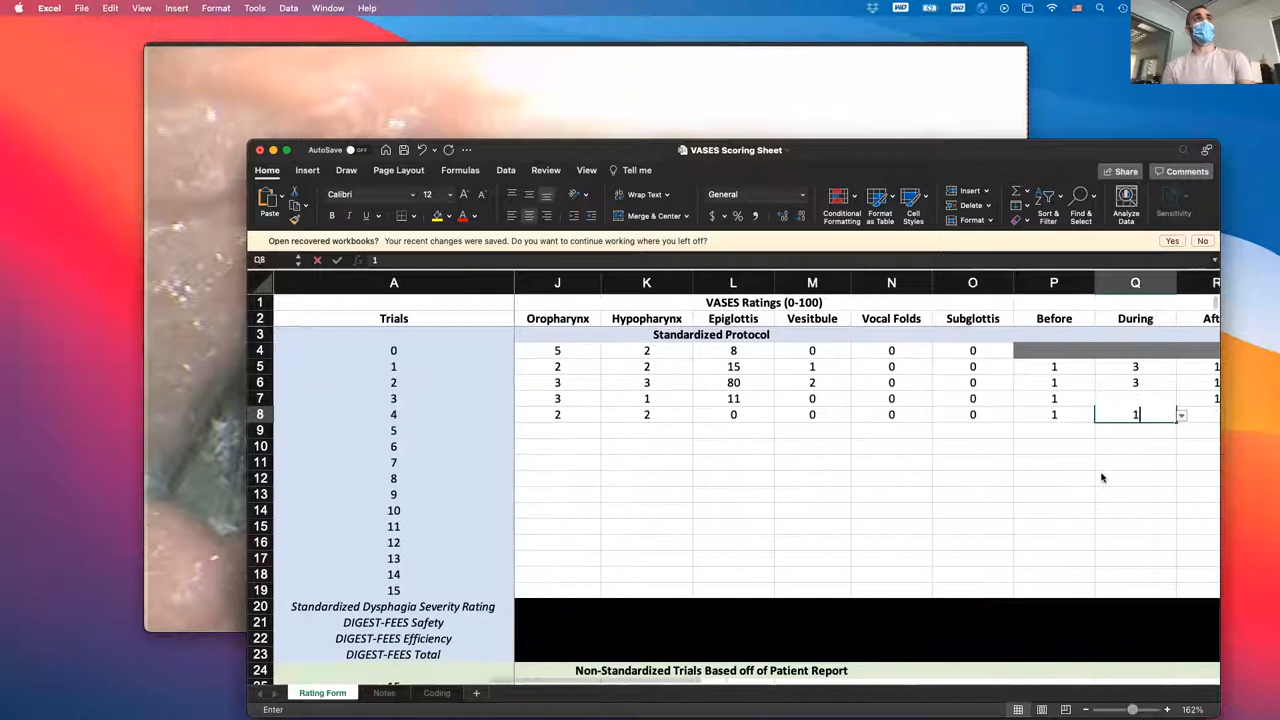 Excel File Edit View Insert Format Tools Data Window Help
AutoSave OFF VASES Scoring Sheet
Home Insert Draw Page Layout Formulas Data Review View Tell me Share Comments
Paste Calibri 12 Wrap Text General Insert
Conditional Formatting Format as Table Cell Styles Delete Sort & Filter Find & Select Analyze Data Sensitivity
B I U Merge & Center $ % Format
Open recovered workbooks? Your recent changes were saved. Do you want to continue working where you left off? Yes No
Q8 fx 1
A J K L M N O P Q R
1 VASES Ratings (0-100)
2 Trials Oropharynx Hypopharynx Epiglottis Vesitbule Vocal Folds Subglottis Before During Aft
3 Standardized Protocol
4 0 5 2 8 0 0 0
5 1 2 2 15 1 0 0 1 3 1
6 2 3 3 80 2 0 0 1 3 1
7 3 3 1 11 0 0 0 1 1
8 4 2 2 0 0 0 0 1 1
9 5
10 6
11 7
12 8
13 9
14 10
15 11
16 12
17 13
18 14
19 15
20 Standardized Dysphagia Severity Rating
21 DIGEST-FEES Safety
22 DIGEST-FEES Efficiency
23 DIGEST-FEES Total
24 Non-Standardized Trials Based off of Patient Report
Rating Form Notes Coding
Enter 162%